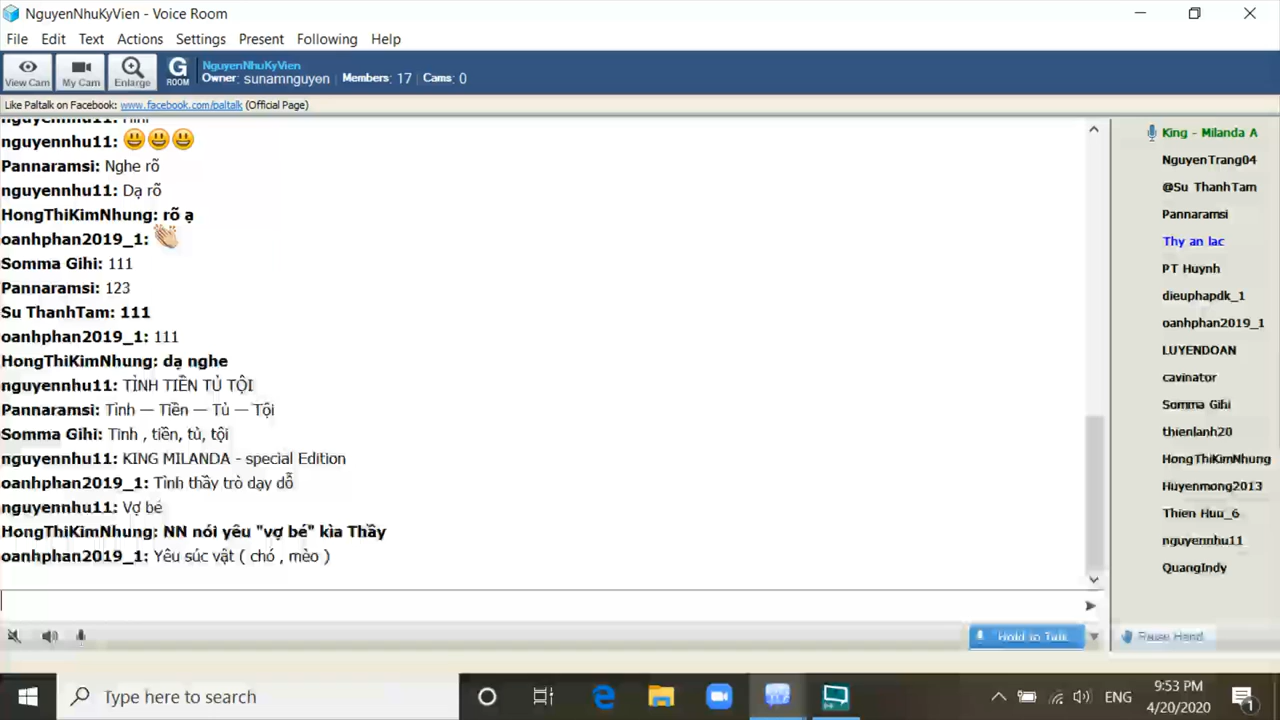 NguyenNhuKyVien - Voice Room
File Edit Text Actions Settings Present Following Help
View Cam My Cam Enlarge G ROOM
NguyenNhuKyVien
Owner: sunamnguyen Members: 17 Cams: 0
Like Paltalk on Facebook: www.facebook.com/paltalk (Official Page)
nguyennhu11:
nguyennhu11: 😃😃😃
Pannaramsi: Nghe rõ
nguyennhu11: Dạ rõ
HongThiKimNhung: rõ ạ
oanhphan2019_1: 👏🏼
Somma Gihi: 111
Pannaramsi: 123
Su ThanhTam: 111
oanhphan2019_1: 111
HongThiKimNhung: dạ nghe
nguyennhu11: TỈNH TIỀN TỦ TỘI
Pannaramsi: Tình — Tiền — Tù — Tội
Somma Gihi: Tình , tiền, tù, tội
nguyennhu11: KING MILANDA - special Edition
oanhphan2019_1: Tình thầy trò dạy dỗ
nguyennhu11: Vợ bé
HongThiKimNhung: NN nói yêu "vợ bé" kìa Thầy
oanhphan2019_1: Yêu súc vật ( chó , mèo )
King - Milanda A
NguyenTrang04
@Su ThanhTam
Pannaramsi
Thy an lac
PT Huynh
dieuphapdk_1
oanhphan2019_1
LUYENDOAN
cavinator
Somma Gihi
thienlanh20
HongThiKimNhung
Huyenmong2013
Thien Huu_6
nguyennhu11
QuangIndy
Hold to Talk
Pause Hand
Type here to search
ENG
9:53 PM
4/20/2020
1